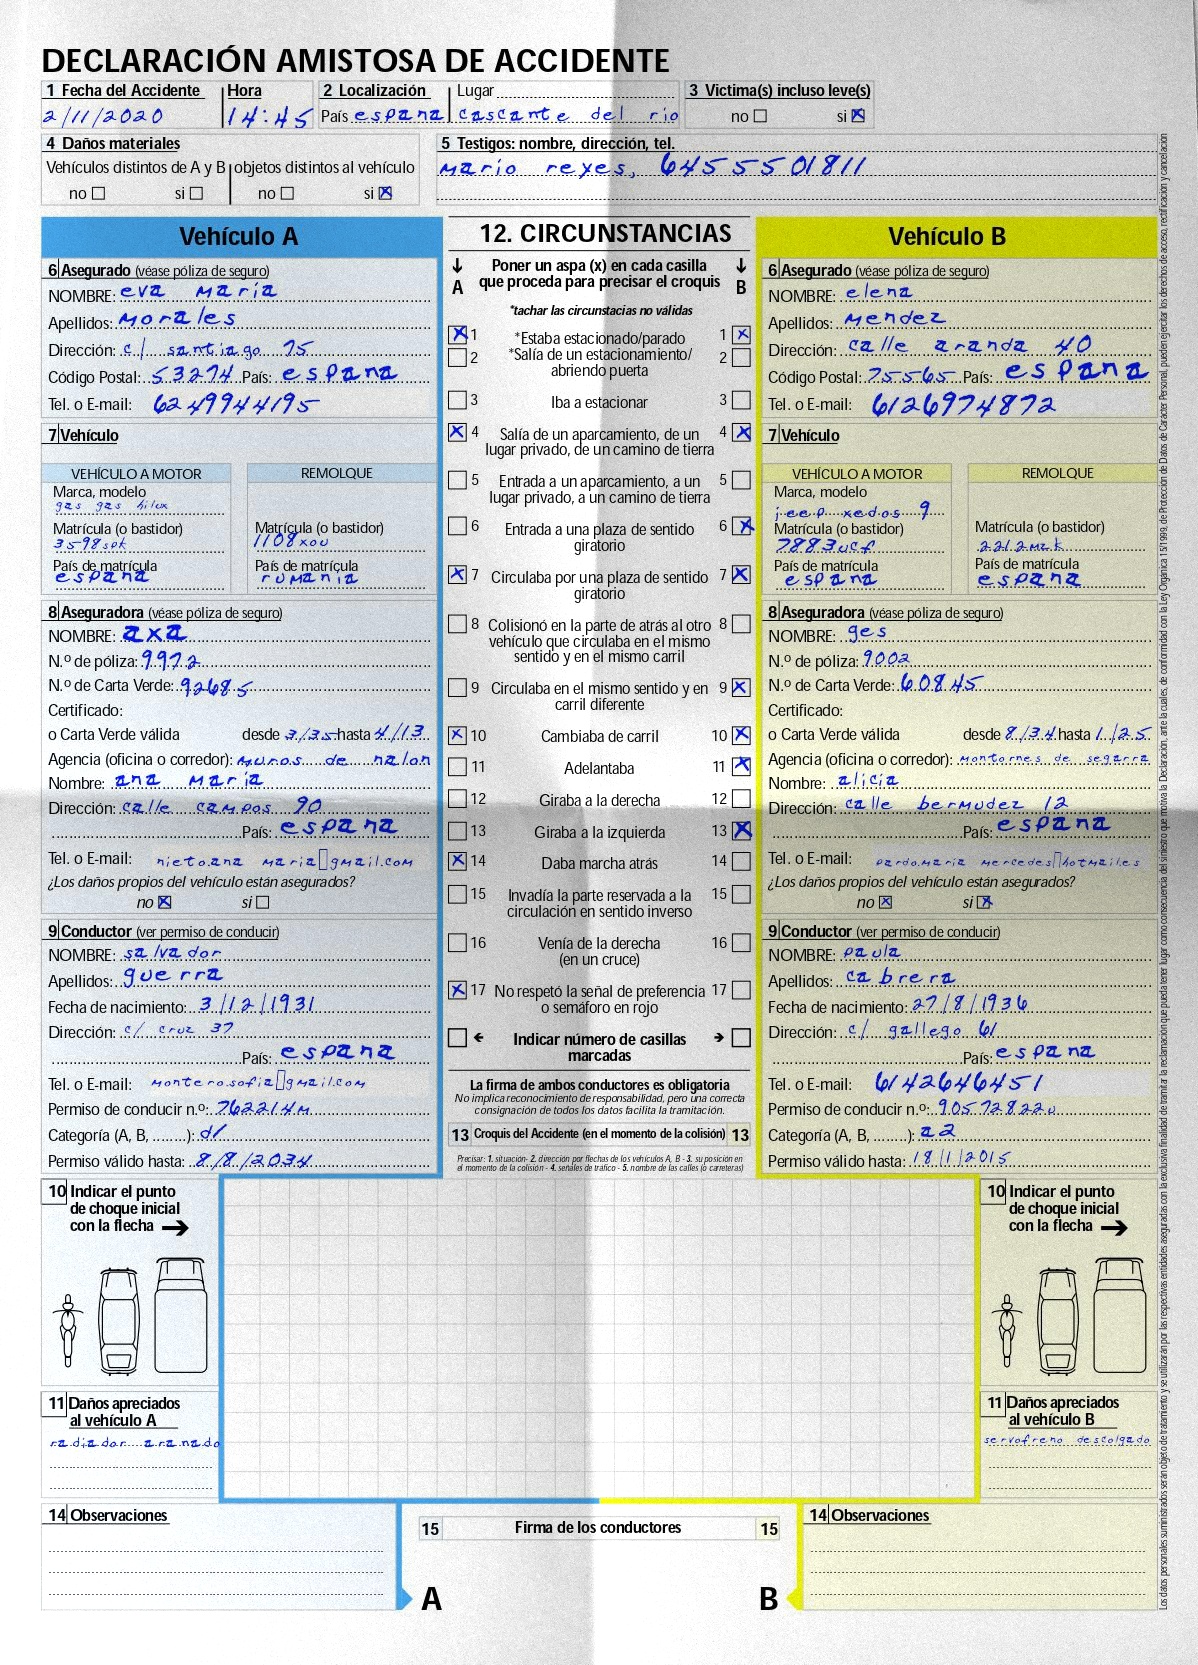 DECLARACIÓN AMISTOSA DE ACCIDENTE
1 Fecha del Accidente Hora 2 Localización Lugar 3 Victima(s) incluso leve(s)
2/11/2020 14:45 País espana cascante del rio no si
4 Daños materiales
Vehículos distintos de A y B objetos distintos al vehículo
no si no si
5 Testigos: nombre, dirección, tel.
mario reyes, 6455501811
Vehículo A
6 Asegurado (véase póliza de seguro)
NOMBRE: eva maria
Apellidos: morales
Dirección: c/ santiago 75
Código Postal: 53274 País: espana
Tel. o E-mail: 6249944195
7 Vehículo
VEHÍCULO A MOTOR REMOLQUE
Marca, modelo
gas gas hilux
Matrícula (o bastidor) Matrícula (o bastidor)
3598spk 1108xou
País de matrícula País de matrícula
espana rumania
8 Aseguradora (véase póliza de seguro)
NOMBRE: axa
N.º de póliza: 9972
N.º de Carta Verde: 92685
Certificado:
o Carta Verde válida desde 3/35 hasta 4/13
Agencia (oficina o corredor): muros de nalon
Nombre: ana maria
Dirección: calle campos 90
País: espana
Tel. o E-mail: nieto.ana maria gmail.com
¿Los daños propios del vehículo están asegurados?
no si
9 Conductor (ver permiso de conducir)
NOMBRE: salvador
Apellidos: guerra
Fecha de nacimiento: 3/12/1931
Dirección: c/ cruz 37
País: espana
Tel. o E-mail: montero.sofia gmail.com
Permiso de conducir n.º: 762214m
Categoría (A, B, ........): d1
Permiso válido hasta: 8/8/2034
12. CIRCUNSTANCIAS
A Poner un aspa (x) en cada casilla B
que proceda para precisar el croquis
*tachar las circunstacias no válidas
1 *Estaba estacionado/parado 1
2 *Salía de un estacionamiento/ 2
abriendo puerta
3 Iba a estacionar 3
4 Salía de un aparcamiento, de un 4
lugar privado, de un camino de tierra
5 Entrada a un aparcamiento, a un 5
lugar privado, a un camino de tierra
6 Entrada a una plaza de sentido 6
giratorio
7 Circulaba por una plaza de sentido 7
giratorio
8 Colisionó en la parte de atrás al otro 8
vehículo que circulaba en el mismo
sentido y en el mismo carril
9 Circulaba en el mismo sentido y en 9
carril diferente
10 Cambiaba de carril 10
11 Adelantaba 11
12 Giraba a la derecha 12
13 Giraba a la izquierda 13
14 Daba marcha atrás 14
15 Invadía la parte reservada a la 15
circulación en sentido inverso
16 Venía de la derecha 16
(en un cruce)
17 No respetó la señal de preferencia 17
o semáforo en rojo
Indicar número de casillas
marcadas
La firma de ambos conductores es obligatoria
No implica reconocimiento de responsabilidad, pero una correcta
consignación de todos los datos facilita la tramitación.
13 Croquis del Accidente (en el momento de la colisión) 13
Precisar: 1. situación- 2. dirección por flechas de los vehículos A, B - 3. su posición en
el momento de la colisión - 4. señales de tráfico - 5. nombre de las calles (o carreteras)
Vehículo B
6 Asegurado (véase póliza de seguro)
NOMBRE: elena
Apellidos: mendez
Dirección: calle aranda 40
Código Postal: 75565 País: espana
Tel. o E-mail: 6126974872
7 Vehículo
VEHÍCULO A MOTOR REMOLQUE
Marca, modelo
jeep xedos 9
Matrícula (o bastidor) Matrícula (o bastidor)
7883ucf 2212mzk
País de matrícula País de matrícula
espana espana
8 Aseguradora (véase póliza de seguro)
NOMBRE: ges
N.º de póliza: 9002
N.º de Carta Verde: 60845
Certificado:
o Carta Verde válida desde 8/34 hasta 1/25
Agencia (oficina o corredor): montornes de segarra
Nombre: alicia
Dirección: calle bermudez 12
País: espana
Tel. o E-mail: pardo.maria mercedes hotmail.es
¿Los daños propios del vehículo están asegurados?
no si
9 Conductor (ver permiso de conducir)
NOMBRE: paula
Apellidos: cabrera
Fecha de nacimiento: 27/8/1936
Dirección: c/ gallego 61
País: espana
Tel. o E-mail: 6142646451
Permiso de conducir n.º: 90572822u
Categoría (A, B, ........): a2
Permiso válido hasta: 18/1/2015
10 Indicar el punto
de choque inicial
con la flecha
11 Daños apreciados
al vehículo A
radiador aranado
10 Indicar el punto
de choque inicial
con la flecha
11 Daños apreciados
al vehículo B
servofreno descolgado
14 Observaciones
15 Firma de los conductores 15
A B
14 Observaciones
Los datos personales suministrados serán objeto de tratamiento y se utilizarán por las respectivas entidades aseguradas con la exclusiva finalidad de tramitar la reclamación que pueda tener lugar como consecuencia del siniestro que motiva la Declaración, ante la cuales, de conformidad con la Ley Orgánica 15/1999, de Protección de Datos de Carácter Personal, pueden ejercitar los derechos de acceso, rectificación y cancelación